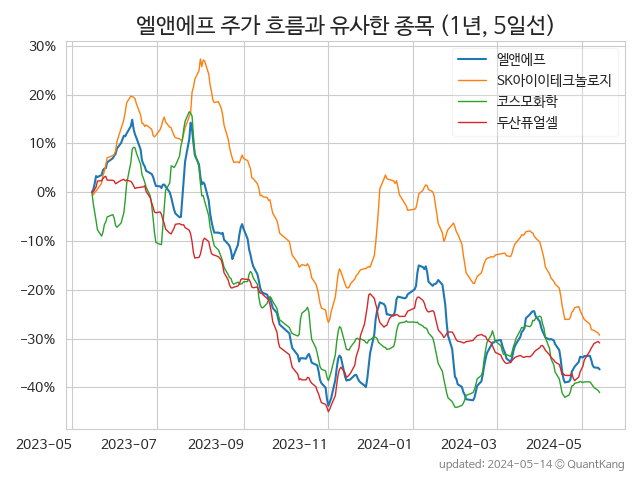 엘앤에프 주가 흐름과 유사한 종목 (1년, 5일선)
30%
20%
10%
0%
−10%
−20%
−30%
−40%
엘앤에프
SK아이이테크놀로지
코스모화학
두산퓨얼셀
2023-05 2023-07 2023-09 2023-11 2024-01 2024-03 2024-05
updated: 2024-05-14 © QuantKang